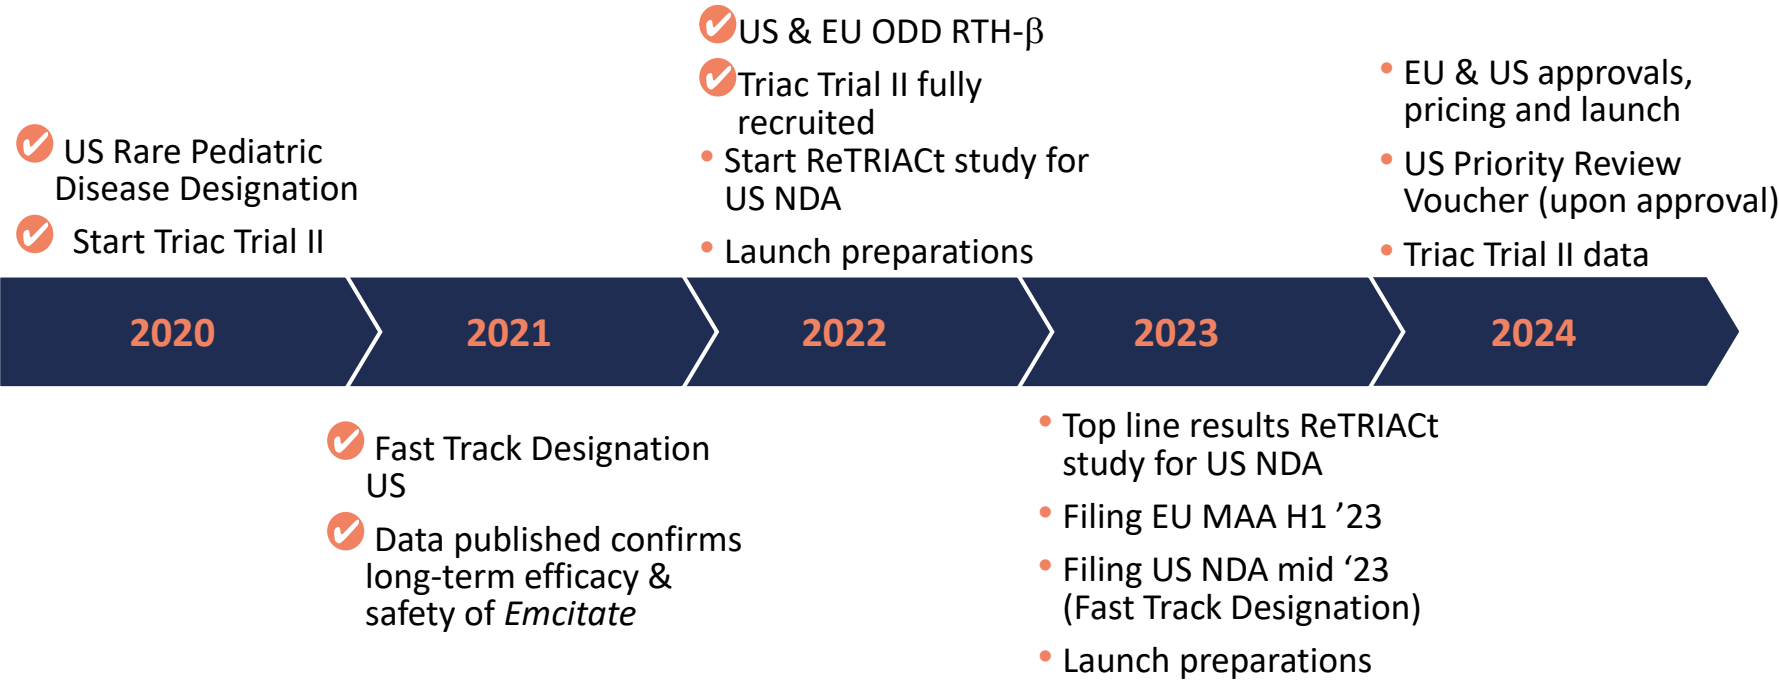 US & EU ODD RTH-β
Triac Trial II fully
recruited
• Start ReTRIACt study for
US NDA
• Launch preparations
• EU & US approvals,
pricing and launch
• US Priority Review
Voucher (upon approval)
• Triac Trial II data
US Rare Pediatric
Disease Designation
Start Triac Trial II
2020
2021
2022
2023
2024
Fast Track Designation
US
Data published confirms
long-term efficacy &
safety of Emcitate
• Top line results ReTRIACt
study for US NDA
• Filing EU MAA H1 ’23
• Filing US NDA mid ‘23
(Fast Track Designation)
• Launch preparations